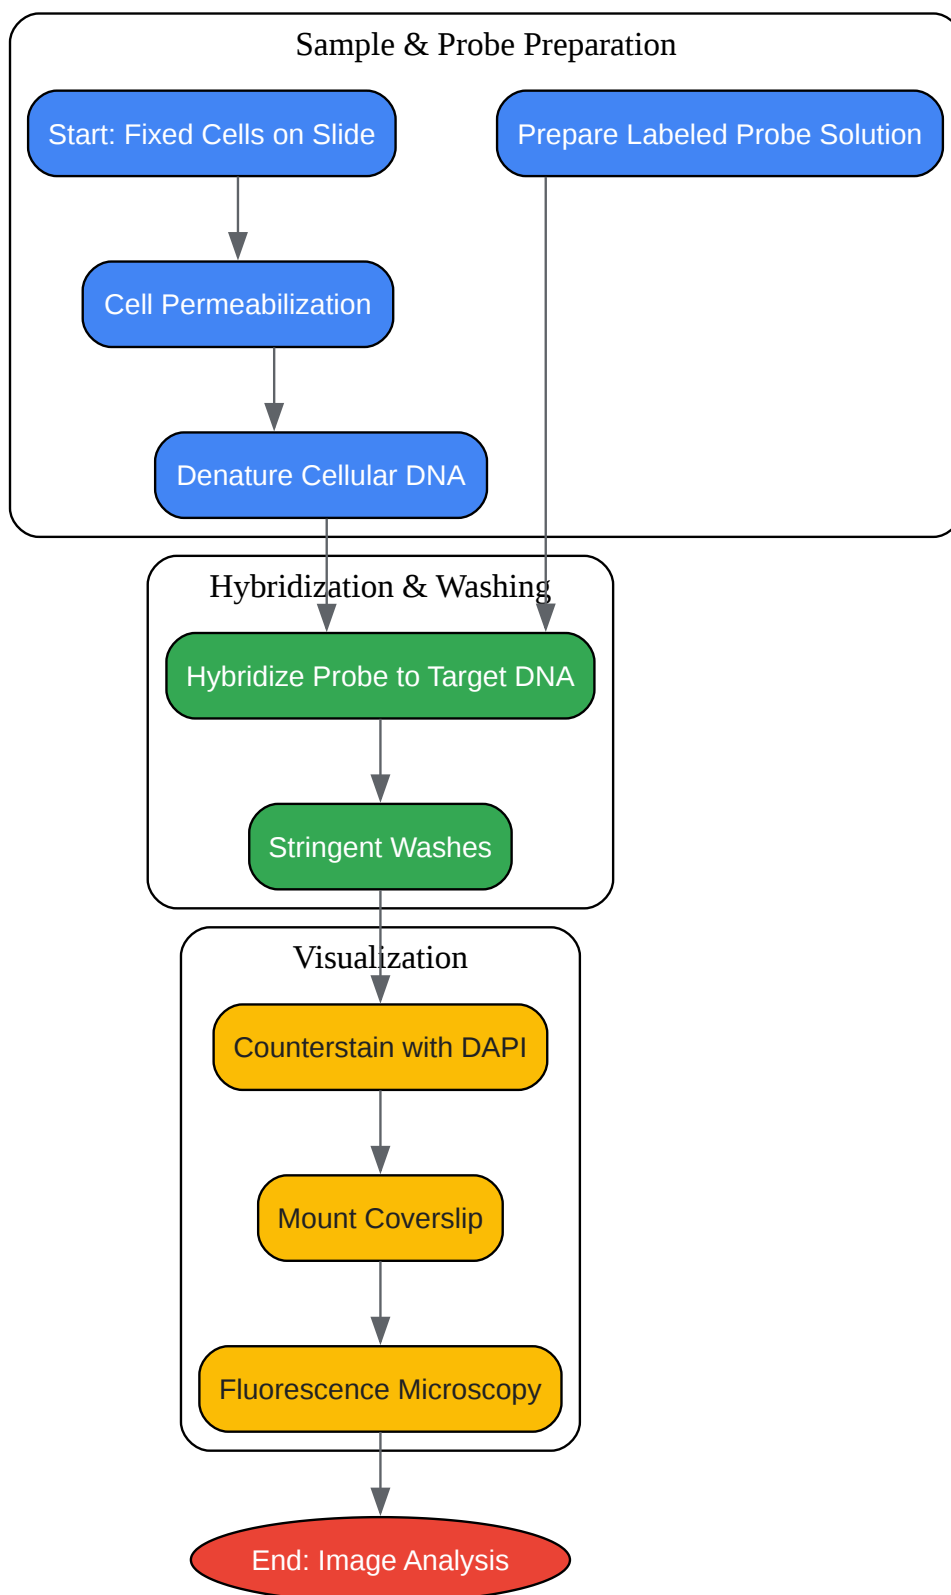 Sample & Probe Preparation
Start: Fixed Cells on Slide
Prepare Labeled Probe Solution
Cell Permeabilization
Denature Cellular DNA
Hybridization & Washing
Hybridize Probe to Target DNA
Stringent Washes
Visualization
Counterstain with DAPI
Mount Coverslip
Fluorescence Microscopy
End: Image Analysis